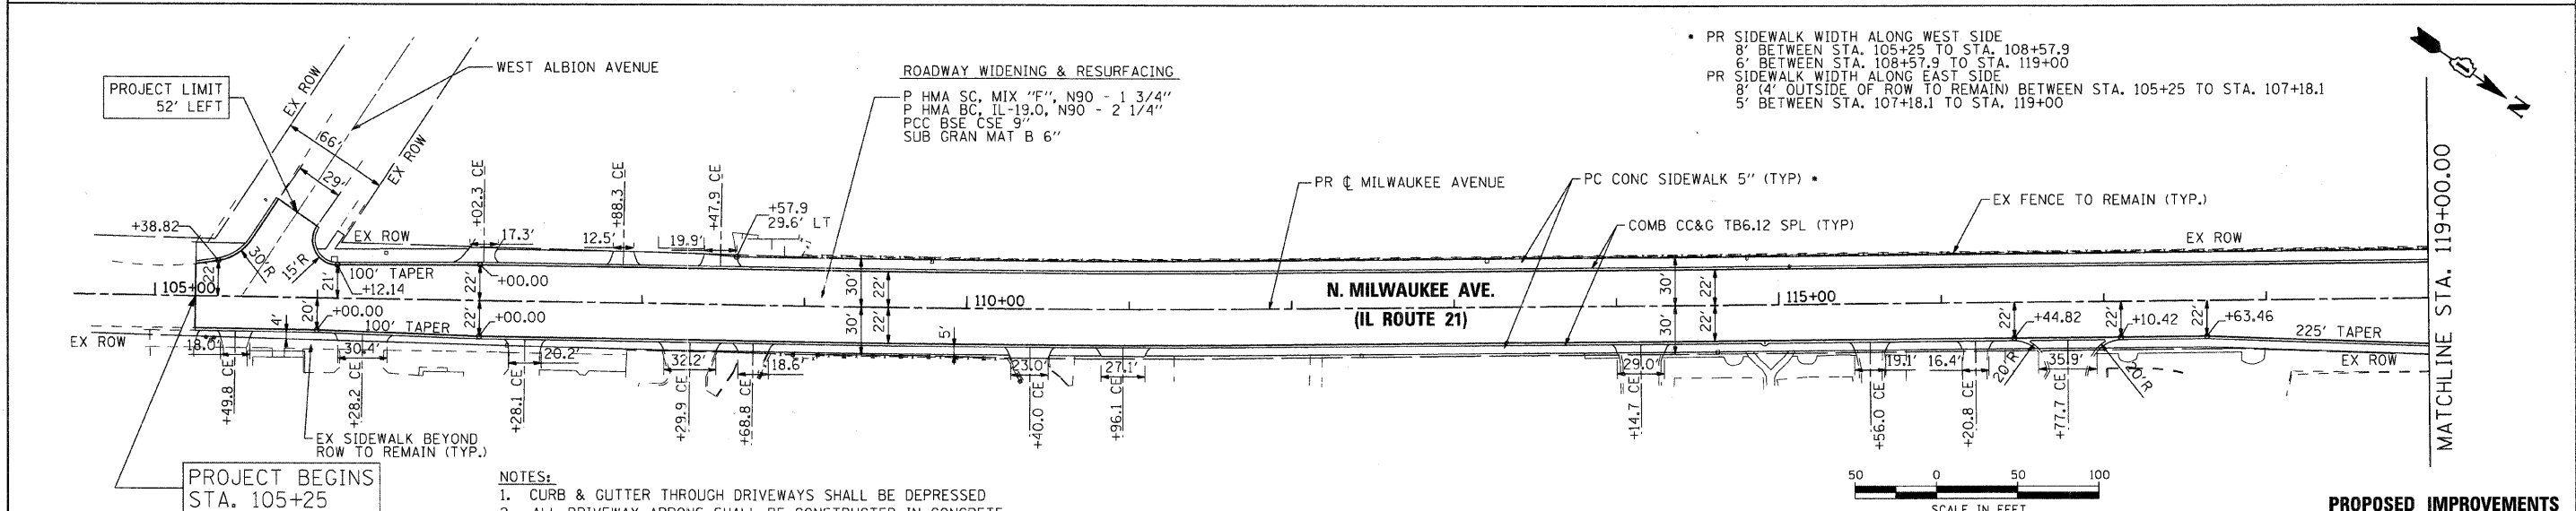 PROJECT LIMIT
52' LEFT
EX ROW
66'
29'
EX ROW
WEST ALBION AVENUE
ROADWAY WIDENING & RESURFACING
P HMA SC, MIX "F", N90 - 1 3/4"
P HMA BC, IL-19.0, N90 - 2 1/4"
PCC BSE CSE 9"
SUB GRAN MAT B 6"
* PR SIDEWALK WIDTH ALONG WEST SIDE
8' BETWEEN STA. 105+25 TO STA. 108+57.9
6' BETWEEN STA. 108+57.9 TO STA. 119+00
PR SIDEWALK WIDTH ALONG EAST SIDE
8' (4' OUTSIDE OF ROW TO REMAIN) BETWEEN STA. 105+25 TO STA. 107+18.1
5' BETWEEN STA. 107+18.1 TO STA. 119+00
N
+38.82
30'R
15'R
EX ROW
+02.3 CE
17.3'
+88.3 CE
12.5'
+47.9 CE
19.9'
+57.9
29.6' LT
PR ℄ MILWAUKEE AVENUE
PC CONC SIDEWALK 5" (TYP) *
COMB CC&G TB6.12 SPL (TYP)
EX FENCE TO REMAIN (TYP.)
EX ROW
MATCHLINE STA. 119+00.00
105+00
22'
21'
100' TAPER
+12.14
22'
+00.00
30'
22'
110+00
N. MILWAUKEE AVE.
(IL ROUTE 21)
30'
22'
115+00
EX ROW
4'
20'
+00.00
100' TAPER
22'
+00.00
30'
22'
5'
30'
22'
22'
+44.82
22'
+10.42
22'
+63.46
225' TAPER
EX ROW
18.0'
30.4'
20.2'
32.2'
18.6'
23.0'
27.1'
29.0'
19.1'
16.4'
20'R
35.9'
20'R
+49.8 CE
+28.2 CE
+28.1 CE
+29.9 CE
+68.8 CE
+40.0 CE
+96.1 CE
+14.7 CE
+56.0 CE
+20.8 CE
+77.7 CE
EX SIDEWALK BEYOND
ROW TO REMAIN (TYP.)
PROJECT BEGINS
STA. 105+25
NOTES:
1. CURB & GUTTER THROUGH DRIVEWAYS SHALL BE DEPRESSED
2. ALL DRIVEWAY APRONS SHALL BE CONSTRUCTED IN CONCRETE
50 0 50 100
SCALE IN FEET
PROPOSED IMPROVEMENTS